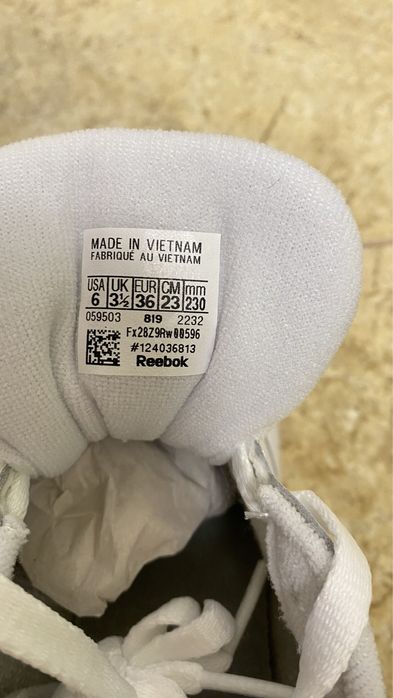 MADE IN VIETNAM
FABRIQUÉ AU VIETNAM
USA UK EUR CM mm
6 3½ 36 23 230
059503 819 2232
Fx28Z9Rw00596
#124036813
Reebok